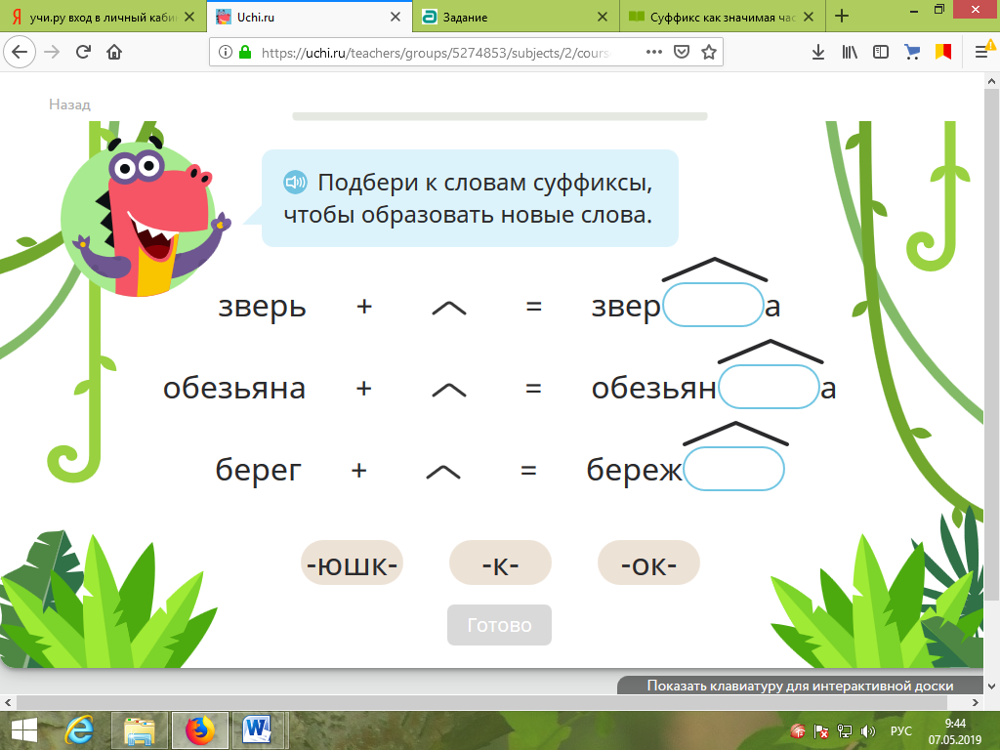 учи.ру вход в личный каби
Uchi.ru
Задание
Суффикс как значимая час
https://uchi.ru/teachers/groups/5274853/subjects/2/cours
Назад
Подбери к словам суффиксы,
чтобы образовать новые слова.
зверь + = звер а
обезьяна + = обезьян а
берег + = береж
-юшк- -к- -ок-
Готово
Показать клавиатуру для интерактивной доски
РУС
9:44
07.05.2019